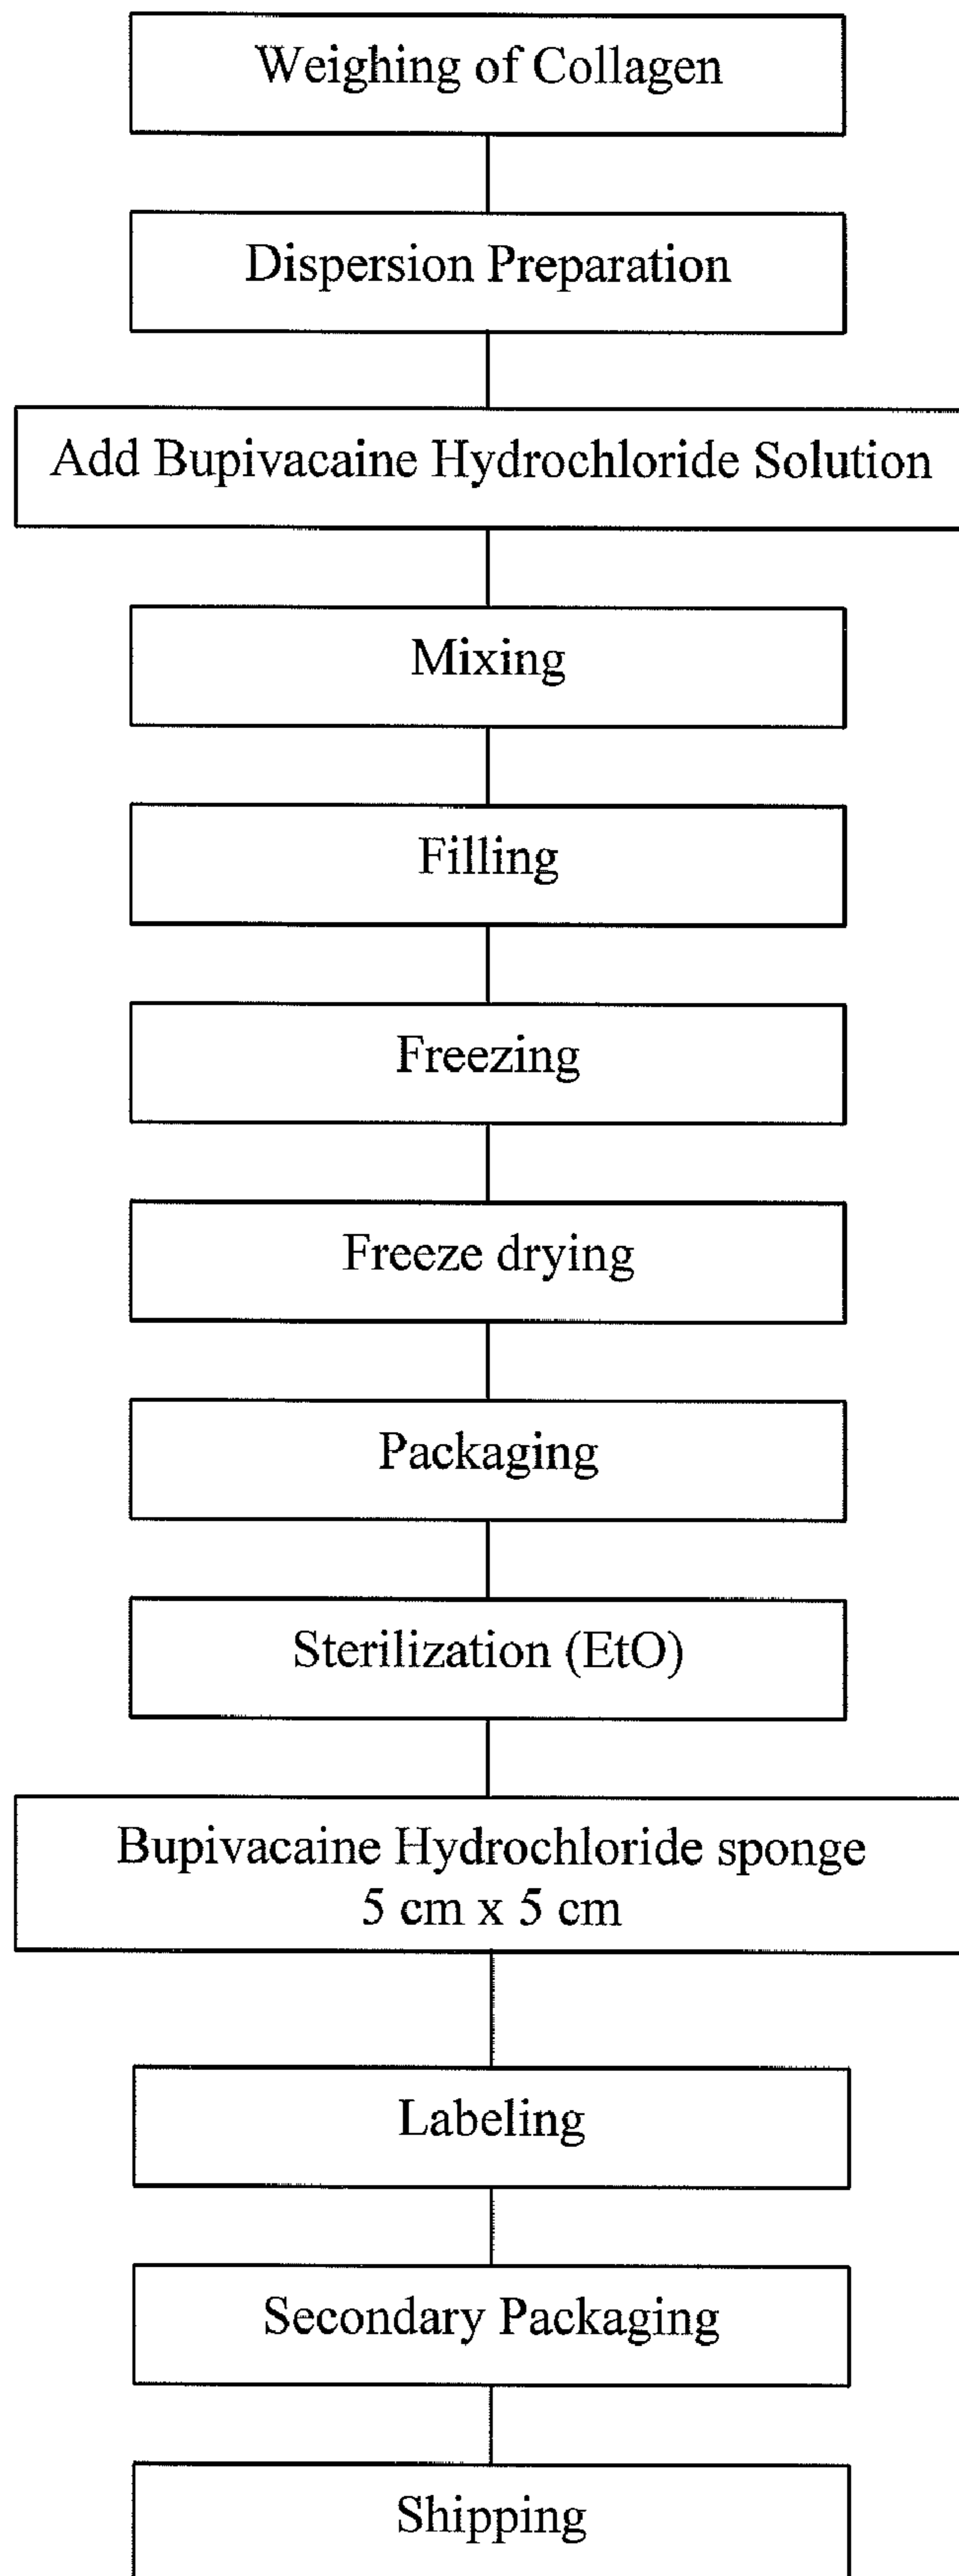 Weighing of Collagen
Dispersion Preparation
Add Bupivacaine Hydrochloride Solution
Mixing
Filling
Freezing
Freeze drying
Packaging
Sterilization (EtO)
Bupivacaine Hydrochloride sponge
5 cm x 5 cm
Labeling
Secondary Packaging
Shipping